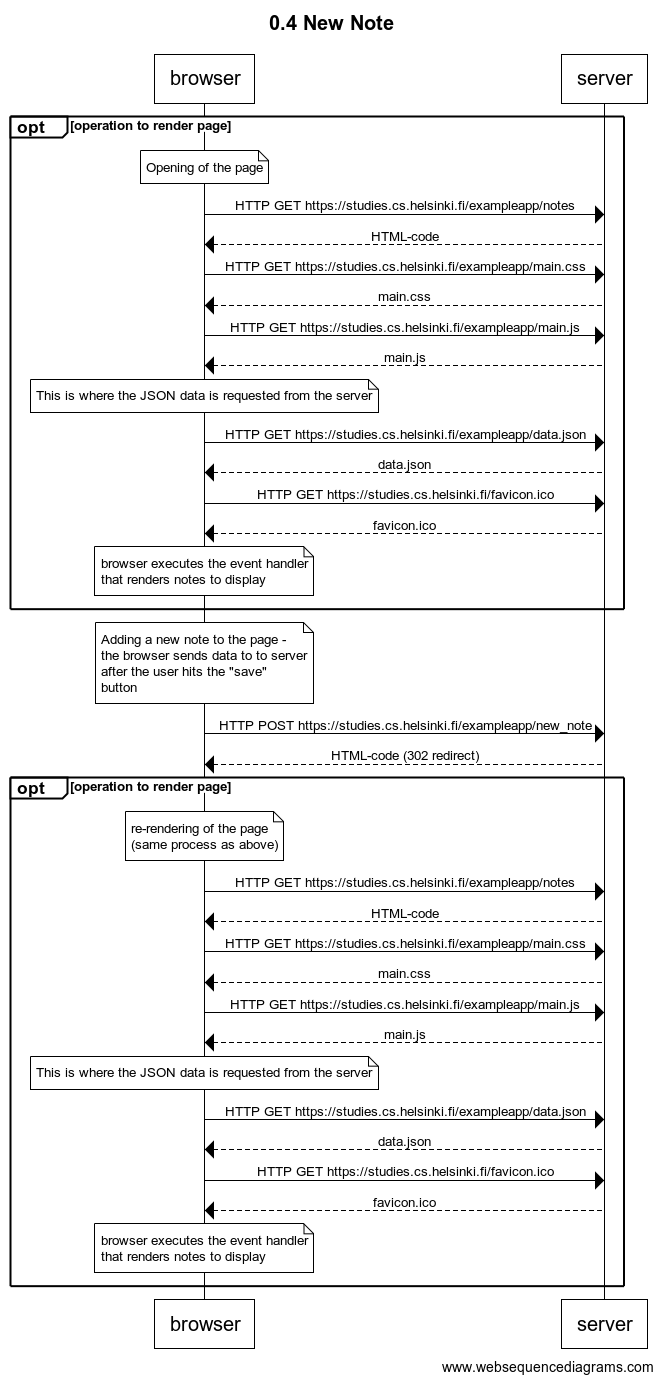 0.4 New Note
browser
server
opt
[operation to render page]
Opening of the page
HTTP GET https://studies.cs.helsinki.fi/exampleapp/notes
HTML-code
HTTP GET https://studies.cs.helsinki.fi/exampleapp/main.css
main.css
HTTP GET https://studies.cs.helsinki.fi/exampleapp/main.js
main.js
This is where the JSON data is requested from the server
HTTP GET https://studies.cs.helsinki.fi/exampleapp/data.json
data.json
HTTP GET https://studies.cs.helsinki.fi/favicon.ico
favicon.ico
browser executes the event handler
that renders notes to display
Adding a new note to the page -
the browser sends data to to server
after the user hits the "save"
button
HTTP POST https://studies.cs.helsinki.fi/exampleapp/new_note
HTML-code (302 redirect)
opt
[operation to render page]
re-rendering of the page
(same process as above)
HTTP GET https://studies.cs.helsinki.fi/exampleapp/notes
HTML-code
HTTP GET https://studies.cs.helsinki.fi/exampleapp/main.css
main.css
HTTP GET https://studies.cs.helsinki.fi/exampleapp/main.js
main.js
This is where the JSON data is requested from the server
HTTP GET https://studies.cs.helsinki.fi/exampleapp/data.json
data.json
HTTP GET https://studies.cs.helsinki.fi/favicon.ico
favicon.ico
browser executes the event handler
that renders notes to display
browser
server
www.websequencediagrams.com